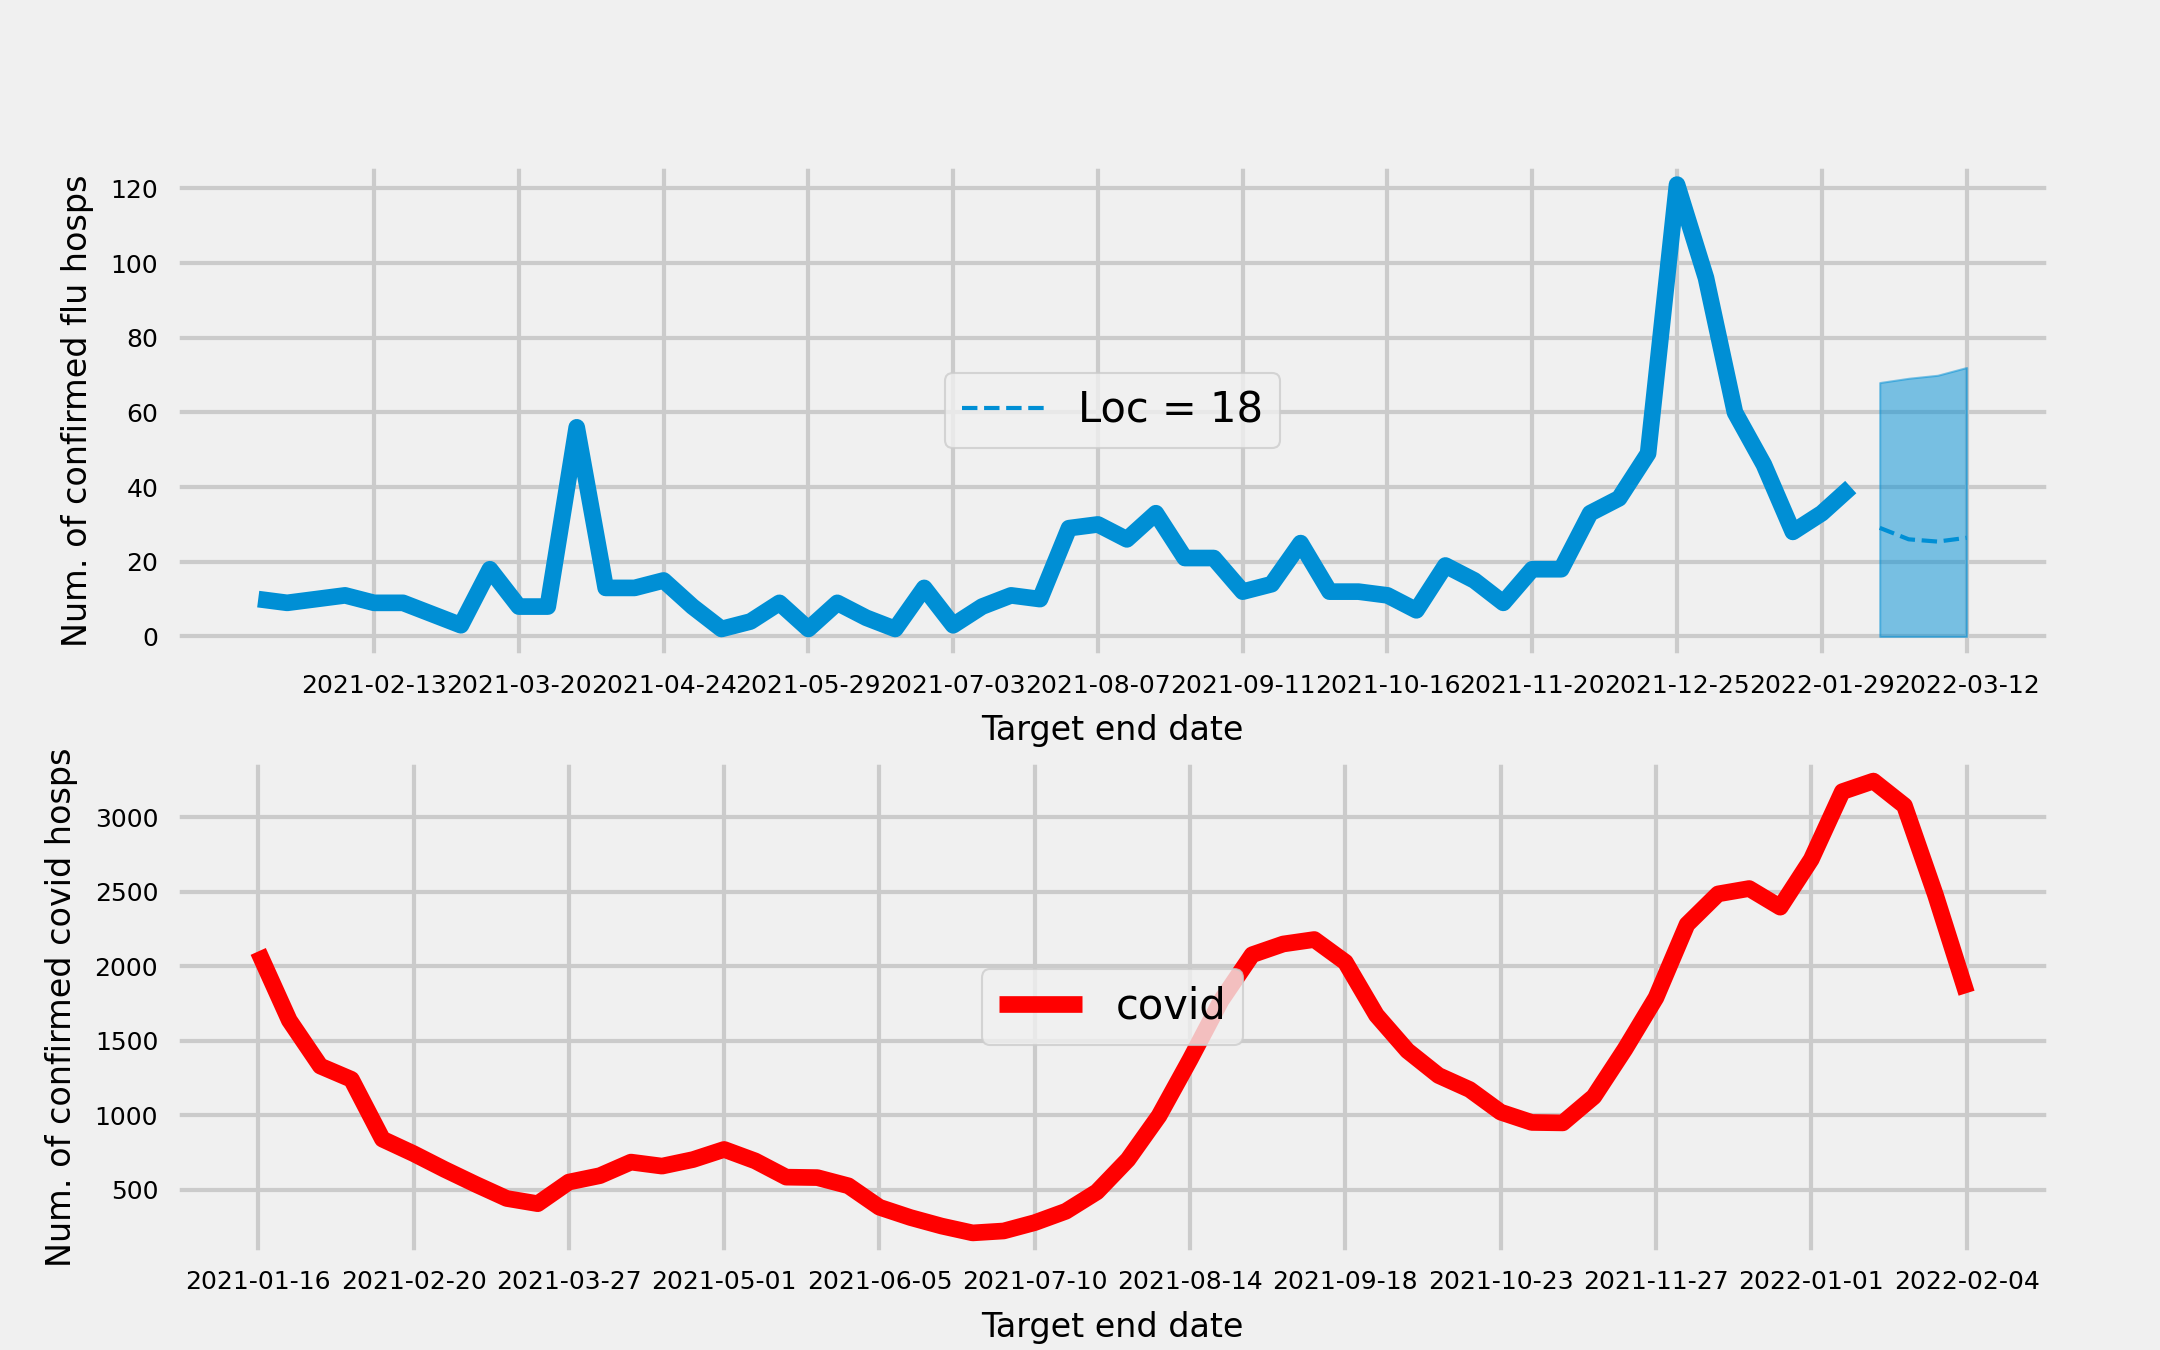 Num. of confirmed flu hosps
120
100
80
60
40
20
0
Loc = 18
2021-02-13 2021-03-20 2021-04-24 2021-05-29 2021-07-03 2021-08-07 2021-09-11 2021-10-16 2021-11-20 2021-12-25 2022-01-29 2022-03-12
Target end date
Num. of confirmed covid hosps
3000
2500
2000
1500
1000
500
covid
2021-01-16 2021-02-20 2021-03-27 2021-05-01 2021-06-05 2021-07-10 2021-08-14 2021-09-18 2021-10-23 2021-11-27 2022-01-01 2022-02-04
Target end date